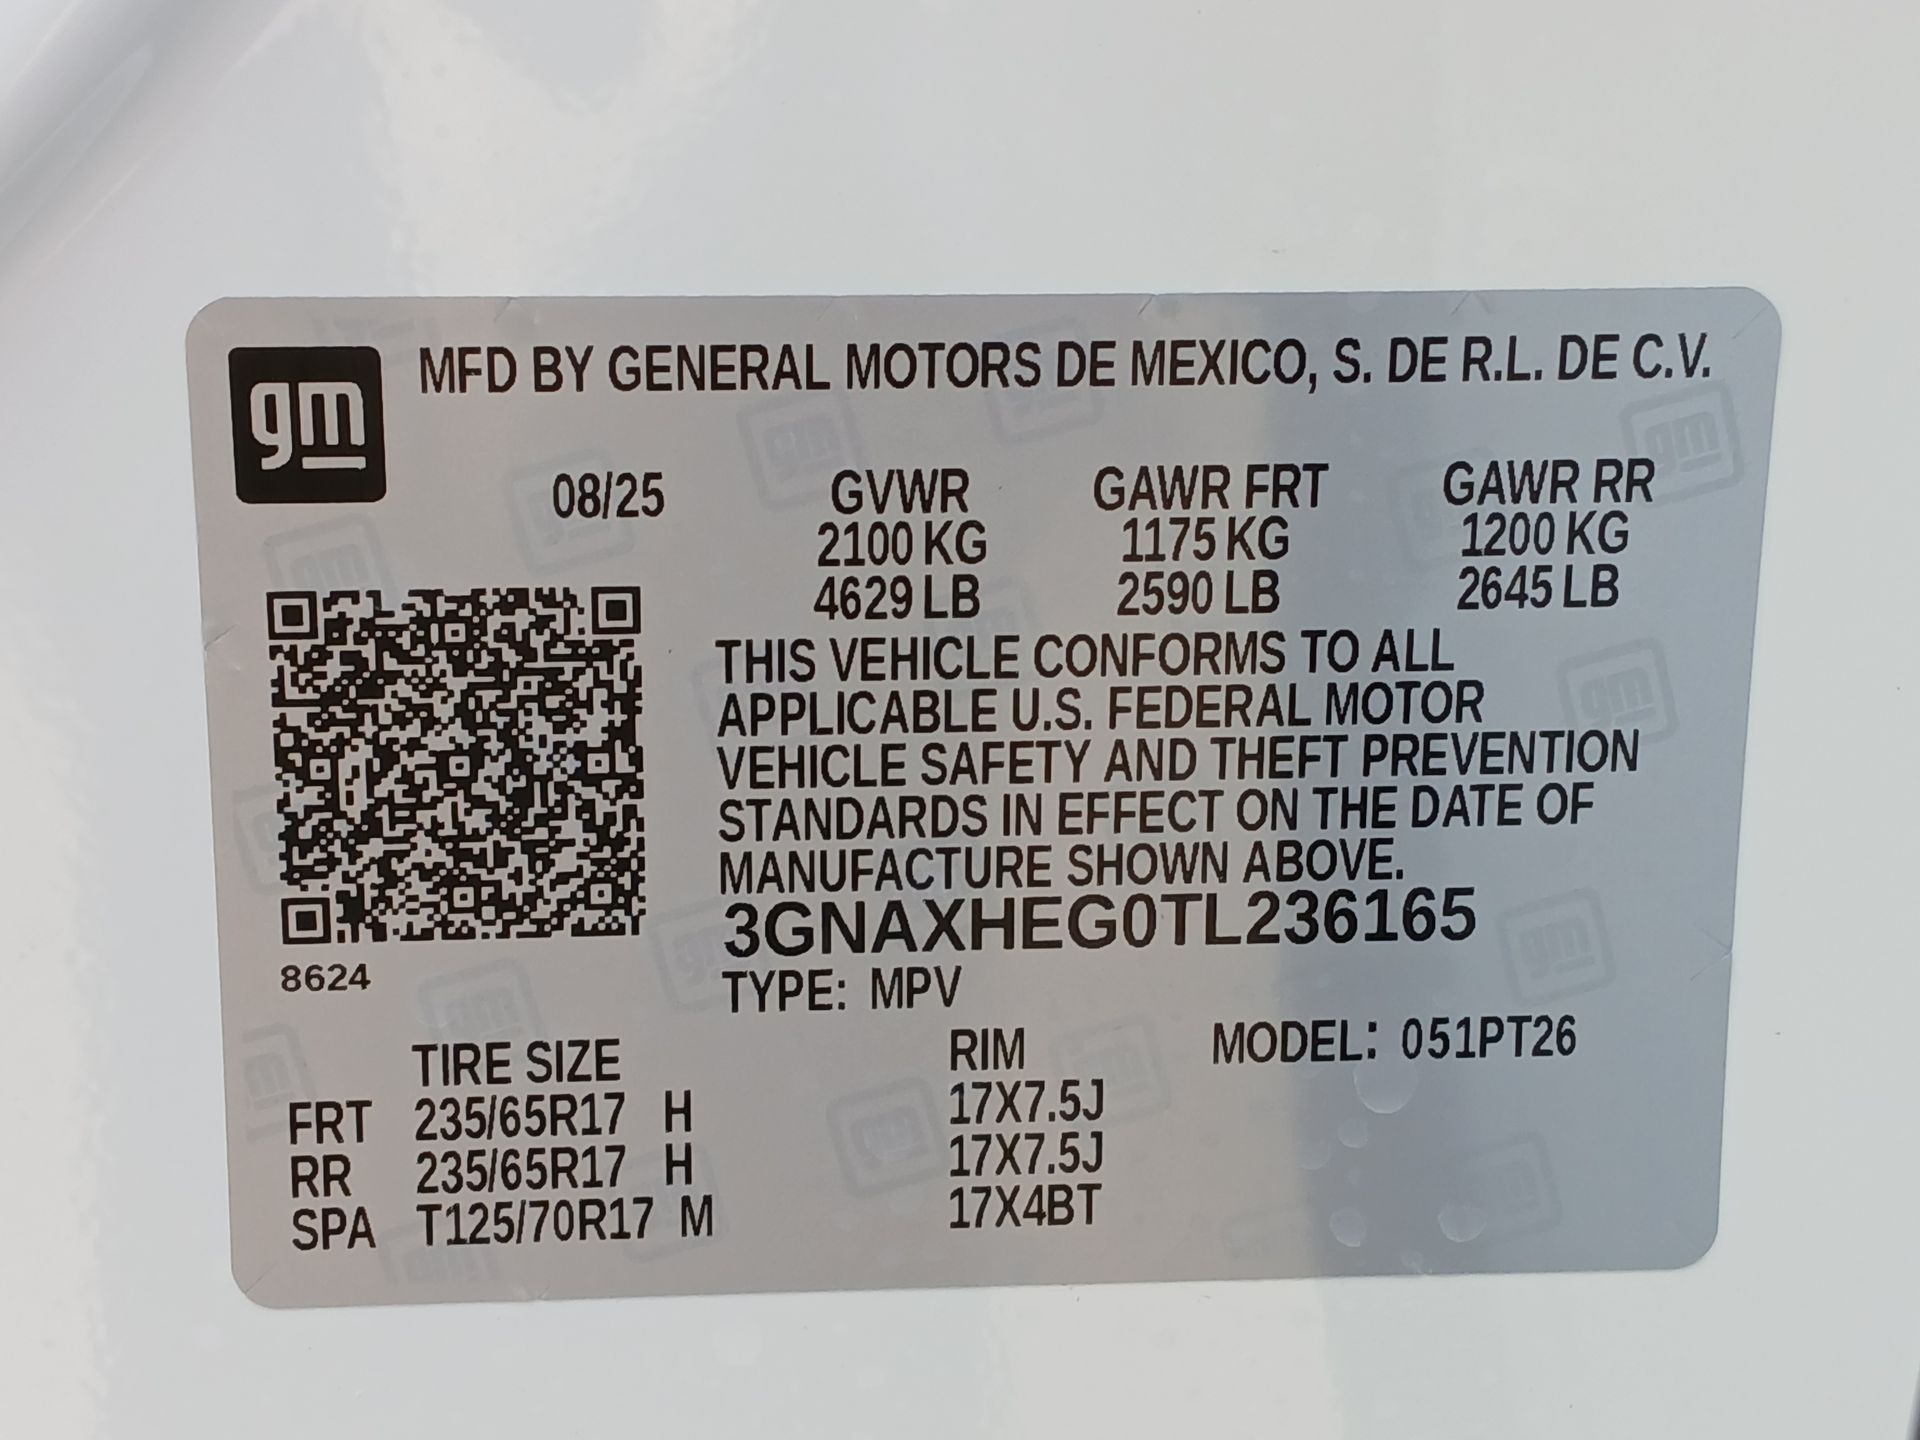 gm
MFD BY GENERAL MOTORS DE MEXICO, S. DE R.L. DE C.V.
08/25 GVWR GAWR FRT GAWR RR
2100 KG 1175 KG 1200 KG
4629 LB 2590 LB 2645 LB
THIS VEHICLE CONFORMS TO ALL
APPLICABLE U.S. FEDERAL MOTOR
VEHICLE SAFETY AND THEFT PREVENTION
STANDARDS IN EFFECT ON THE DATE OF
MANUFACTURE SHOWN ABOVE.
3GNAXHEG0TL236165
8624
TYPE: MPV
TIRE SIZE RIM MODEL: 051PT26
FRT 235/65R17 H 17X7.5J
RR 235/65R17 H 17X7.5J
SPA T125/70R17 M 17X4BT